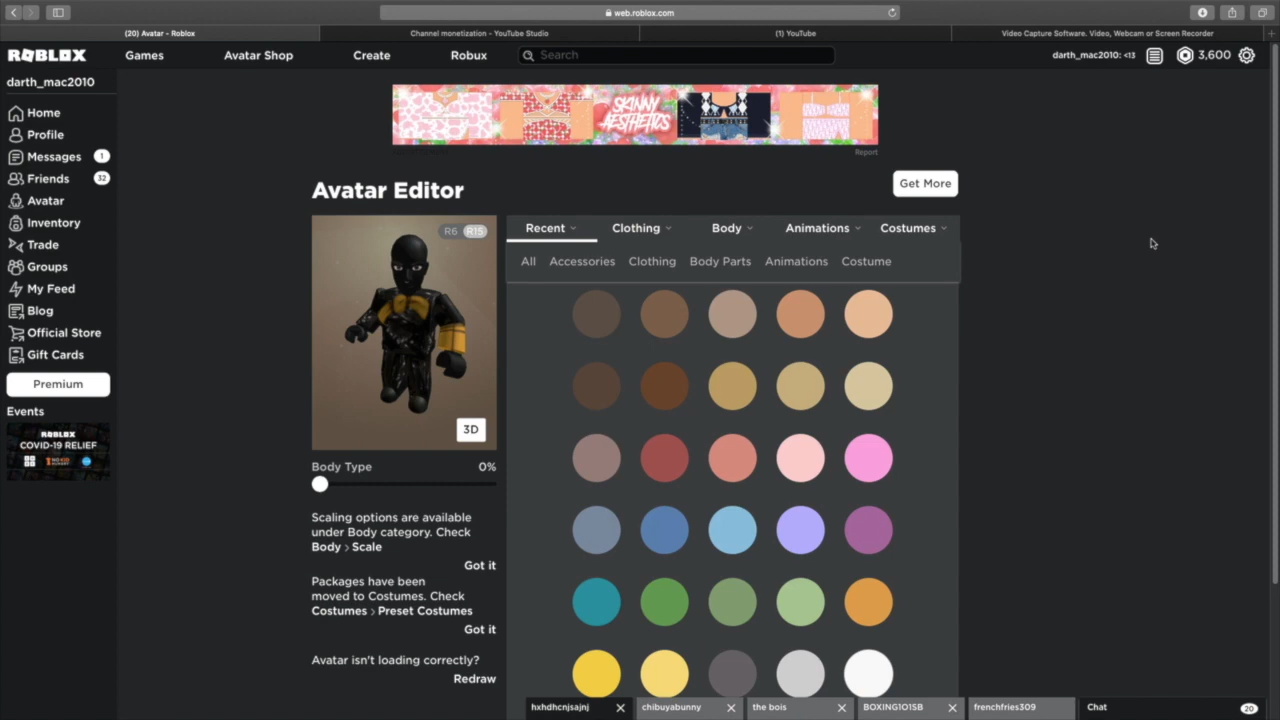 web.roblox.com
(20) Avatar - Roblox
Channel monetization - YouTube Studio
(1) YouTube
Video Capture Software. Video, Webcam or Screen Recorder
ROBLOX
Games
Avatar Shop
Create
Robux
Search
darth_mac2010: <13
3,600
darth_mac2010
Home
Profile
Messages 1
Friends 32
Avatar
Inventory
Trade
Groups
My Feed
Blog
Official Store
Gift Cards
Premium
Events
ROBLOX
COVID-19 RELIEF
SKINNY
AESTHETICS
Report
Avatar Editor
Get More
R6 R15
3D
Body Type 0%
Scaling options are available
under Body category. Check
Body > Scale
Got it
Packages have been
moved to Costumes. Check
Costumes > Preset Costumes
Got it
Avatar isn't loading correctly?
Redraw
Recent
Clothing
Body
Animations
Costumes
All
Accessories
Clothing
Body Parts
Animations
Costume
hxhdhcnjsajnj
chibuyabunny
the bois
BOXING101SB
frenchfries309
Chat
20